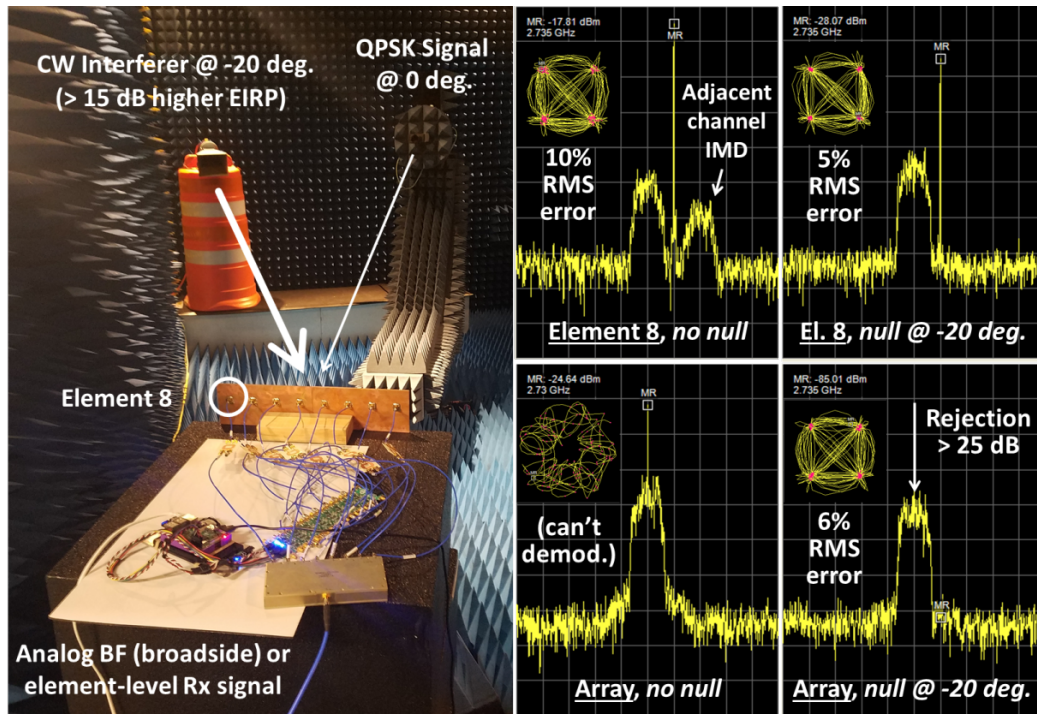 CW Interferer @ -20 deg.
(> 15 dB higher EIRP)
QPSK Signal
@ 0 deg.
Element 8
Analog BF (broadside) or
element-level Rx signal
MR: -17.81 dBm
2.735 GHz
MR
Adjacent
channel
IMD
10%
RMS
error
Element 8, no null
MR: -28.07 dBm
2.735 GHz
MR
5%
RMS
error
El. 8, null @ -20 deg.
MR: -24.64 dBm
2.73 GHz
MR
(can't
demod.)
Array, no null
MR: -85.01 dBm
2.735 GHz
Rejection
> 25 dB
6%
RMS
error
MR
Array, null @ -20 deg.